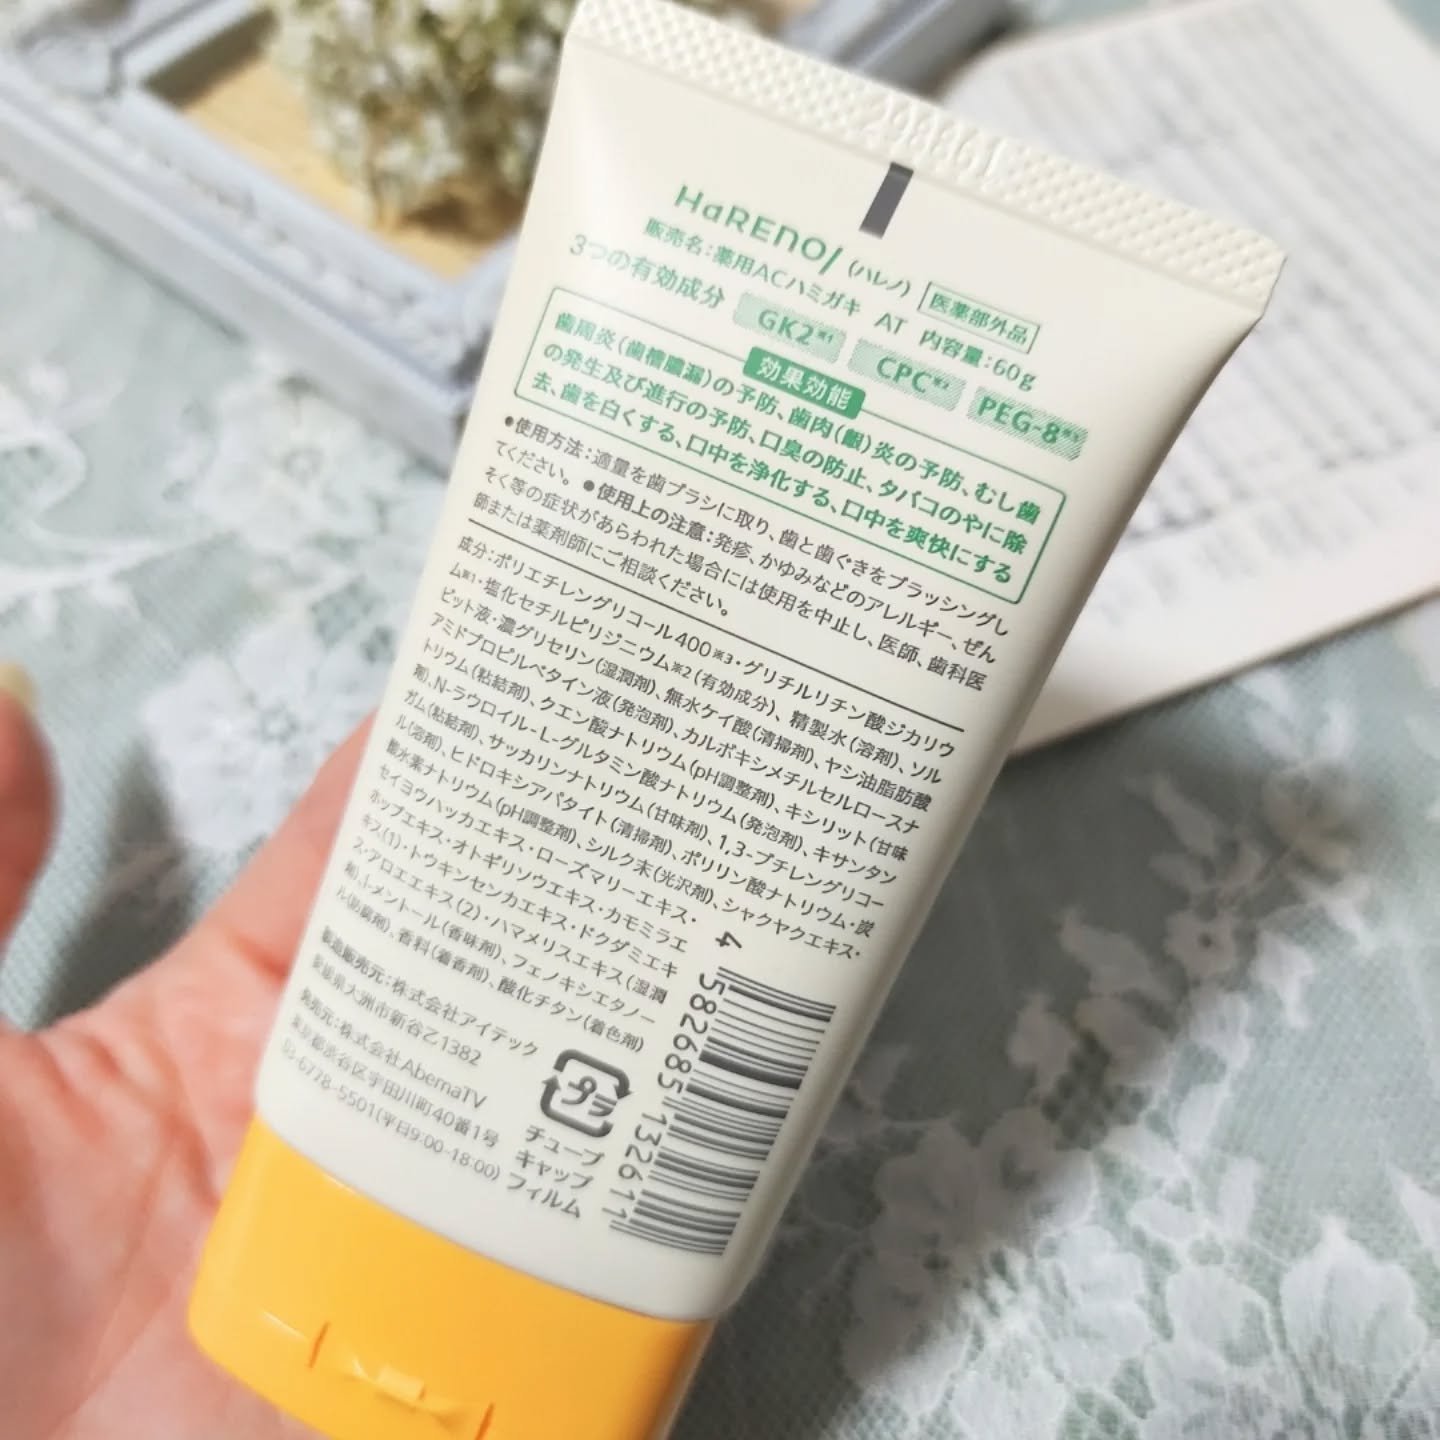 29861
HaRENO/ (ハレノ) 医薬部外品
販売名：薬用ACハミガキ AT 内容量：60g
3つの有効成分 GK2※1 CPC※2 PEG-8※3
効果効能
歯周炎(歯槽膿漏)の予防、歯肉(齦)炎の予防、むし歯
の発生及び進行の予防、口臭の防止、タバコのやに除
去、歯を白くする、口中を浄化する、口中を爽快にする
●使用方法：適量を歯ブラシに取り、歯と歯ぐきをブラッシングし
てください。 ●使用上の注意：発疹、かゆみなどのアレルギー、ぜん
そく等の症状があらわれた場合には使用を中止し、医師、歯科医
師または薬剤師にご相談ください。
成分：ポリエチレングリコール400※3・グリチルリチン酸ジカリウ
ム※1・塩化セチルピリジニウム※2(有効成分)、精製水(溶剤)、ソル
ビット液・濃グリセリン(湿潤剤)、無水ケイ酸(清掃剤)、ヤシ油脂肪酸
アミドプロピルベタイン液(発泡剤)、カルボキシメチルセルロースナ
トリウム(粘結剤)、クエン酸ナトリウム(pH調整剤)、キシリット(甘味
剤)、N-ラウロイル-L-グルタミン酸ナトリウム(発泡剤)、キサンタン
ガム(粘結剤)、サッカリンナトリウム(甘味剤)、1,3-ブチレングリコー
ル(溶剤)、ヒドロキシアパタイト(清掃剤)、ポリリン酸ナトリウム・炭
酸水素ナトリウム(pH調整剤)、シルク末(光沢剤)、シャクヤクエキス・
セイヨウハッカエキス・ローズマリーエキス・
ホップエキス・オトギリソウエキス・カモミラエ
キス(1)・トウキンセンカエキス・ドクダミエキ
ス・アロエエキス(2)・ハマメリスエキス(湿潤
剤)、l-メントール(香味剤)、フェノキシエタノー
ル(防腐剤)、香料(着香剤)、酸化チタン(着色剤)
製造販売元：株式会社アイテック
愛媛県大洲市新谷乙1382
発売元：株式会社AbemaTV
東京都渋谷区宇田川町40番1号
03-6778-5501(平日9:00-18:00)
プラ
チューブ
キャップ
フィルム
4 582685 132611